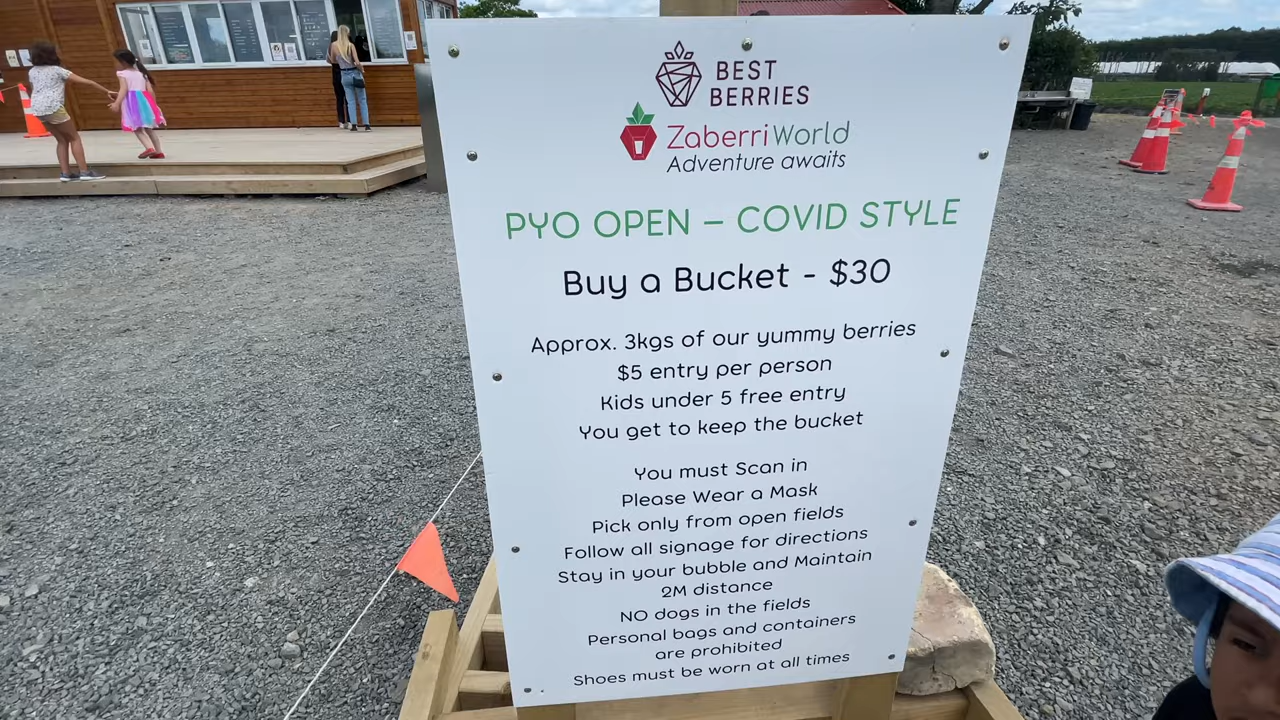 BEST
BERRIES
ZaberriWorld
Adventure awaits
PYO OPEN – COVID STYLE
Buy a Bucket - $30
Approx. 3kgs of our yummy berries
$5 entry per person
Kids under 5 free entry
You get to keep the bucket
You must Scan in
Please Wear a Mask
Pick only from open fields
Follow all signage for directions
Stay in your bubble and Maintain
2M distance
NO dogs in the fields
Personal bags and containers
are prohibited
Shoes must be worn at all times